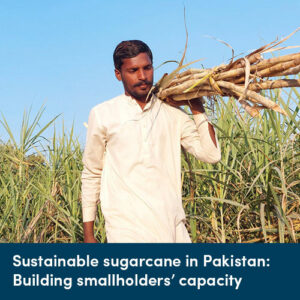 Sustainable sugarcane in Pakistan:
Building smallholders’ capacity